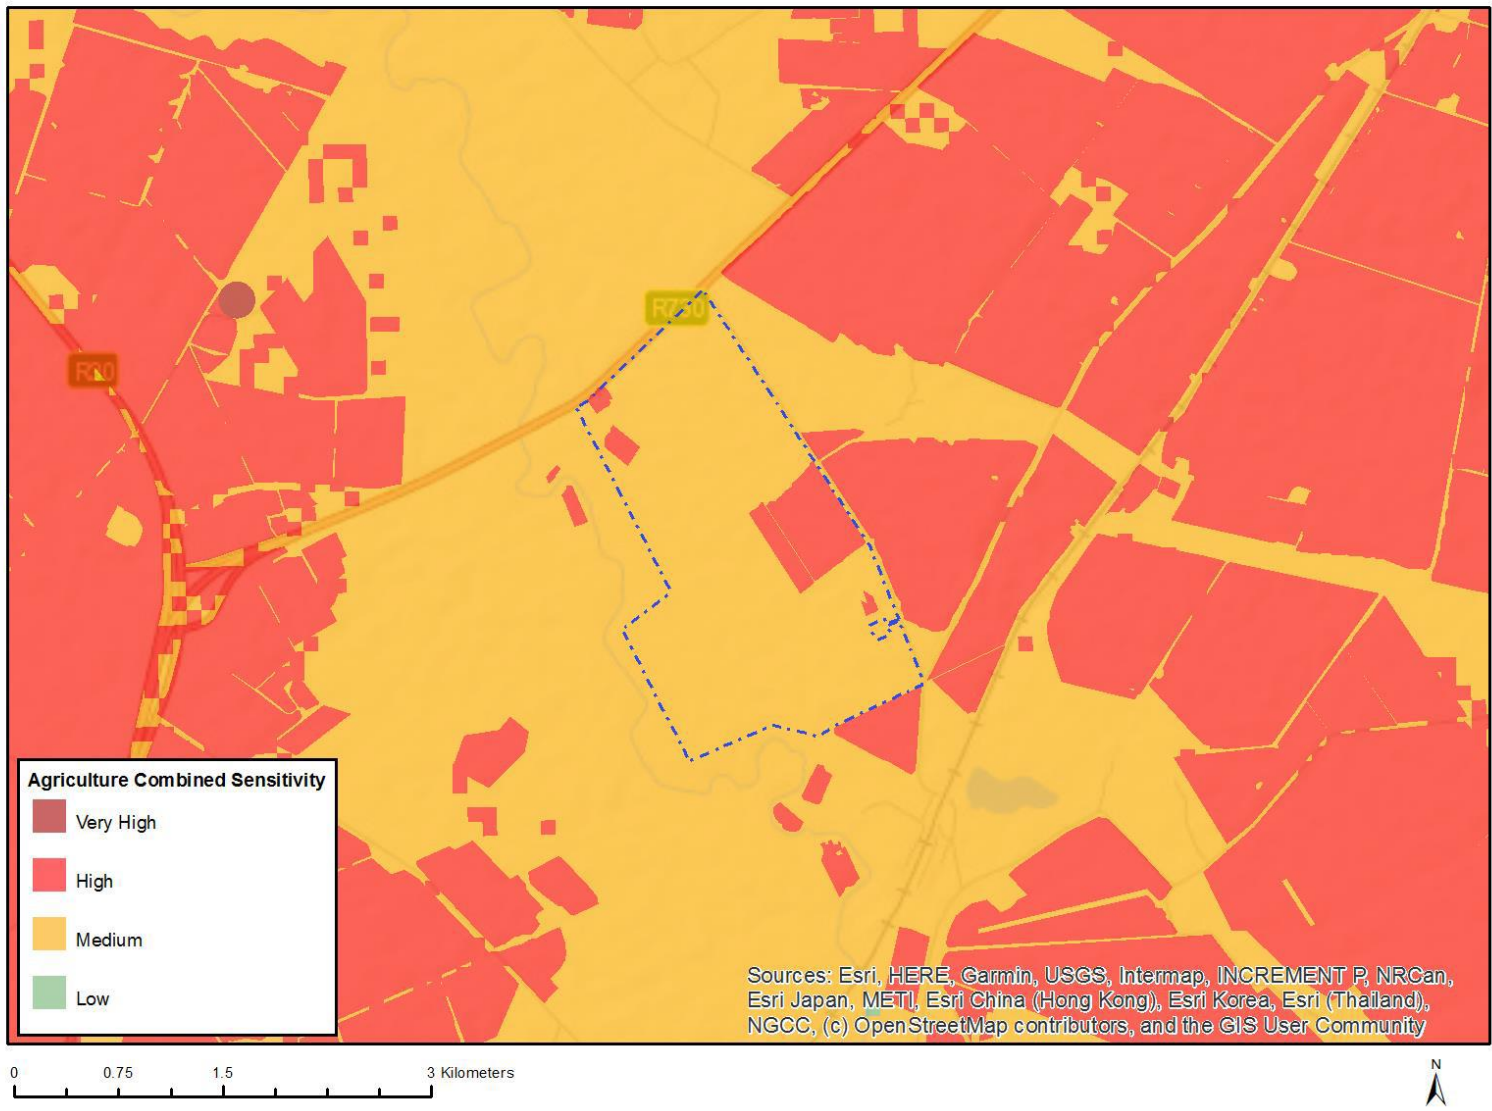 R730
R30
Agriculture Combined Sensitivity
Very High
High
Medium
Low
Sources: Esri, HERE, Garmin, USGS, Intermap, INCREMENT P, NRCan,
Esri Japan, METI, Esri China (Hong Kong), Esri Korea, Esri (Thailand),
NGCC, (c) OpenStreetMap contributors, and the GIS User Community
0 0.75 1.5 3 Kilometers
N